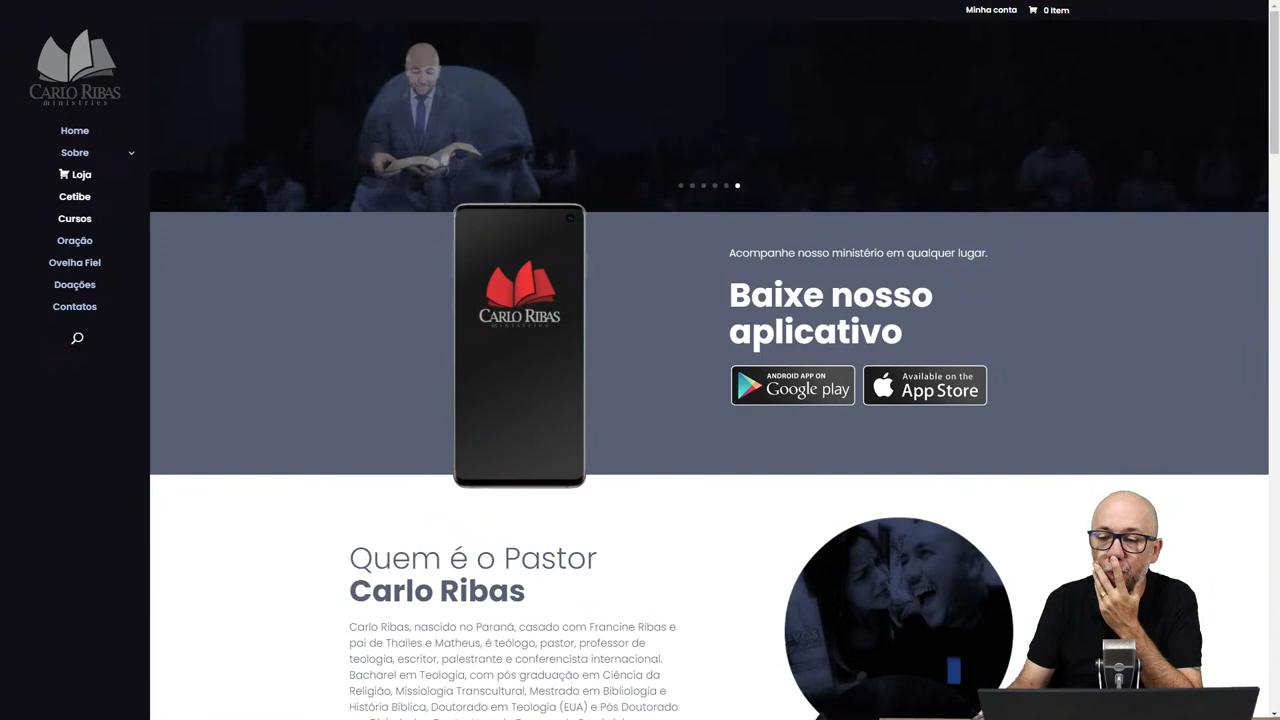 Minha conta
0 Item
CARLO RIBAS
ministries
Home
Sobre
Loja
Cetibe
Cursos
Oração
Ovelha Fiel
Doações
Contatos
CARLO RIBAS
MINISTRIES
Acompanhe nosso ministério em qualquer lugar.
Baixe nosso
aplicativo
ANDROID APP ON
Google play
Available on the
App Store
Quem é o Pastor
Carlo Ribas
Carlo Ribas, nascido no Paraná, casado com Francine Ribas e
pai de Thalles e Matheus, é teólogo, pastor, professor de
teologia, escritor, palestrante e conferencista internacional.
Bacharel em Teologia, com pós graduação em Ciência da
Religião, Missiologia Transcultural, Mestrado em Bibliologia e
História Bíblica, Doutorado em Teologia (EUA) e Pós Doutorado